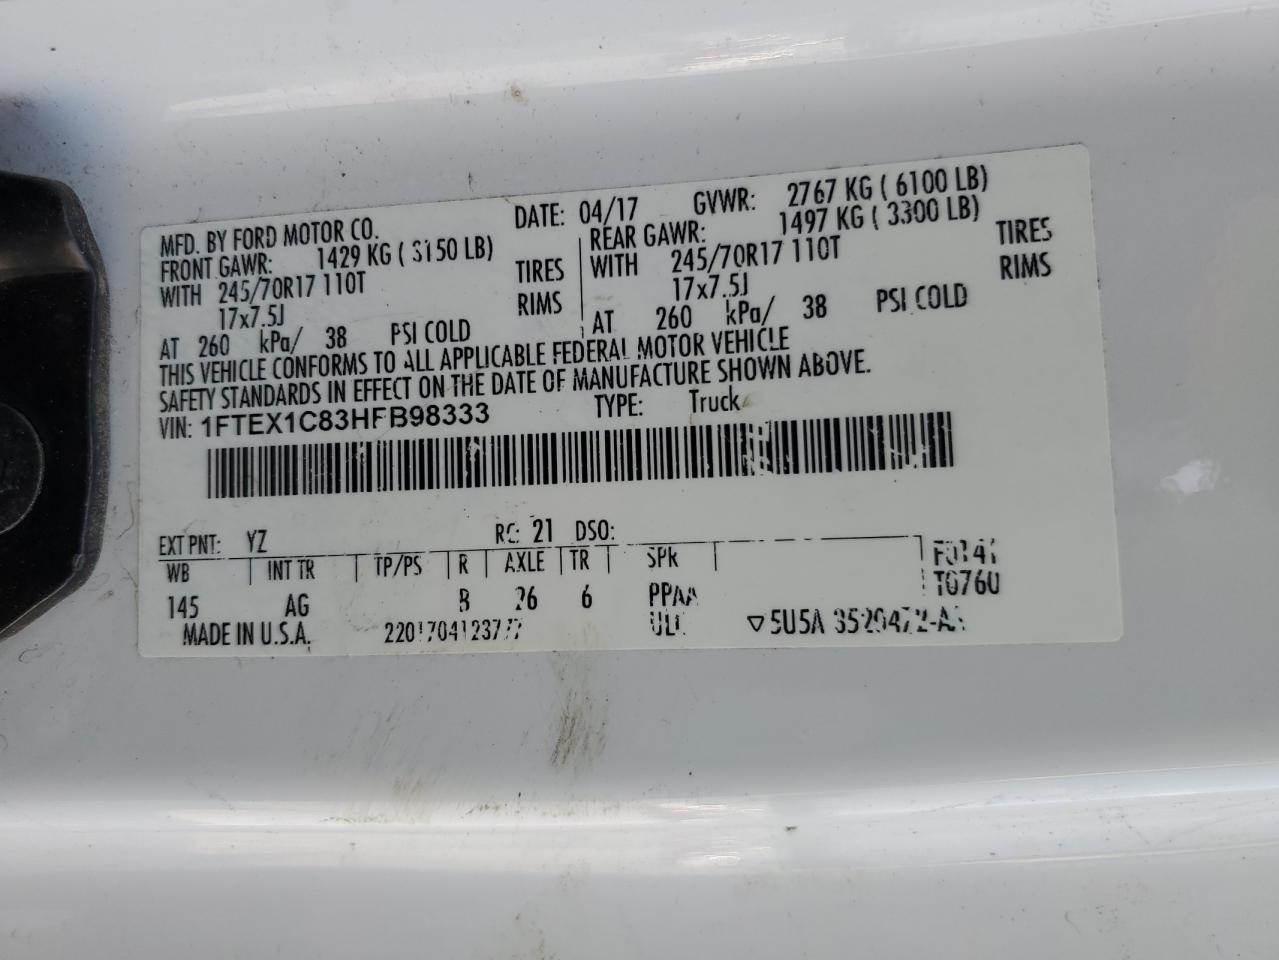 MFD. BY FORD MOTOR CO. DATE: 04/17 GVWR: 2767 KG ( 6100 LB)
FRONT GAWR: 1429 KG ( 3150 LB) REAR GAWR: 1497 KG ( 3300 LB)
WITH 245/70R17 110T TIRES WITH 245/70R17 110T TIRES
17x7.5J RIMS 17x7.5J RIMS
AT 260 kPa/ 38 PSI COLD AT 260 kPa/ 38 PSI COLD
THIS VEHICLE CONFORMS TO ALL APPLICABLE FEDERAL MOTOR VEHICLE
SAFETY STANDARDS IN EFFECT ON THE DATE OF MANUFACTURE SHOWN ABOVE.
VIN: 1FTEX1C83HFB98333 TYPE: Truck
EXT PNT: YZ RC: 21 DSO:
WB INT TR TP/PS R AXLE TR SPR F0141
145 AG B 26 6 PPAA T0760
MADE IN U.S.A.